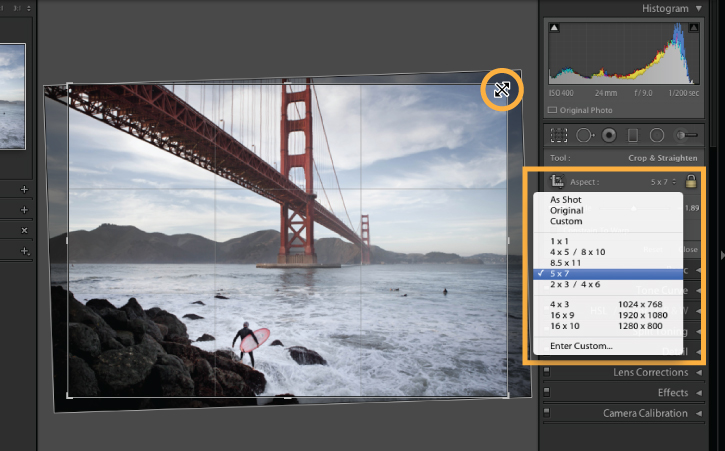 Histogram
ISO 400 24 mm f / 9.0 1/200 sec
Original Photo
Tool : Crop & Straighten
Aspect : 5 x 7
As Shot
1.89
Original
Custom
1 x 1
4 x 5 / 8 x 10
8.5 x 11
5 x 7
2 x 3 / 4 x 6
4 x 3 1024 x 768
16 x 9 1920 x 1080
16 x 10 1280 x 800
Enter Custom...
Lens Corrections
Effects
Camera Calibration